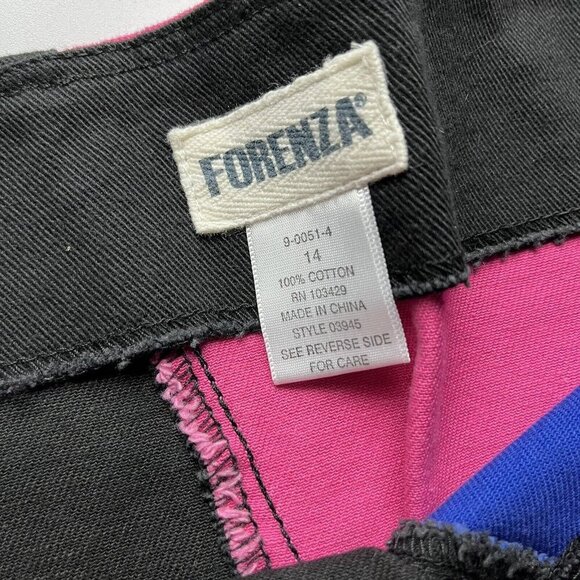 FORENZA®
9-0051-4
14
100% COTTON
RN 103429
MADE IN CHINA
STYLE 03945
SEE REVERSE SIDE
FOR CARE